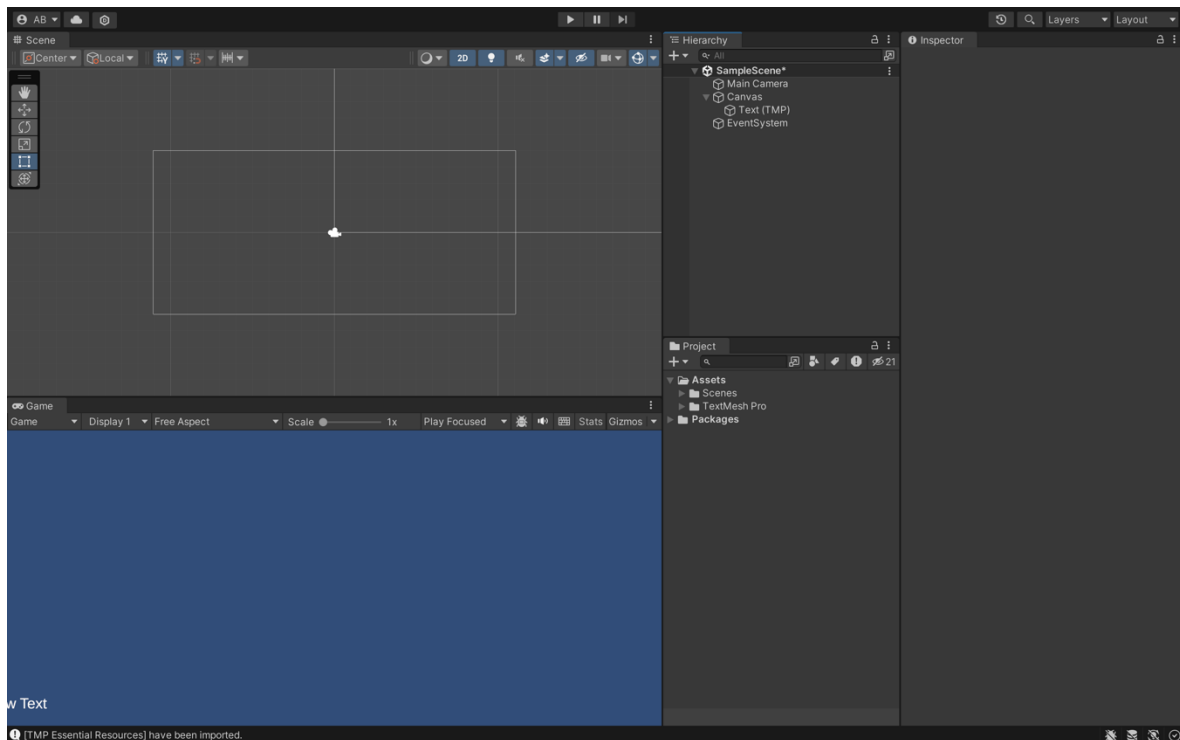 AB
Layers
Layout
Scene
Center
Local
2D
Hierarchy
All
SampleScene*
Main Camera
Canvas
Text (TMP)
EventSystem
Inspector
Project
21
Assets
Scenes
TextMesh Pro
Packages
Game
Game
Display 1
Free Aspect
Scale
1x
Play Focused
Stats
Gizmos
w Text
[TMP Essential Resources] have been imported.